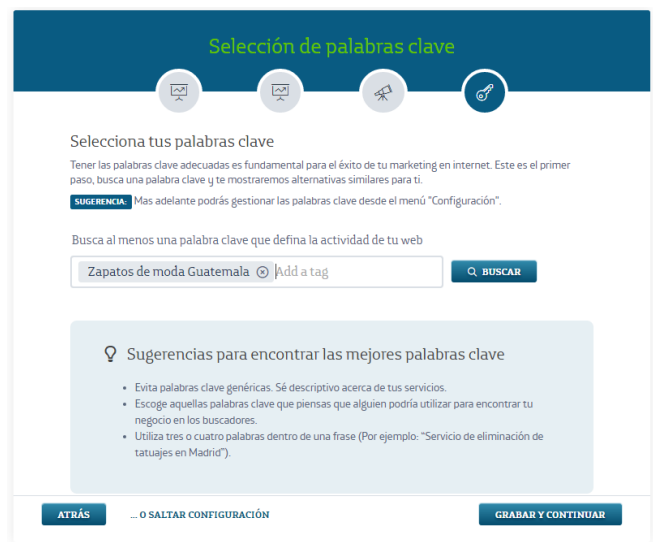 Selección de palabras clave
Selecciona tus palabras clave
Tener las palabras clave adecuadas es fundamental para el éxito de tu marketing en internet. Este es el primer
paso, busca una palabra clave y te mostraremos alternativas similares para ti.
SUGERENCIA: Mas adelante podrás gestionar las palabras clave desde el menú "Configuración".
Busca al menos una palabra clave que defina la actividad de tu web
Zapatos de moda Guatemala Add a tag
BUSCAR
Sugerencias para encontrar las mejores palabras clave
• Evita palabras clave genéricas. Sé descriptivo acerca de tus servicios.
• Escoge aquellas palabras clave que piensas que alguien podría utilizar para encontrar tu
negocio en los buscadores.
• Utiliza tres o cuatro palabras dentro de una frase (Por ejemplo: "Servicio de eliminación de
tatuajes en Madrid").
ATRÁS ... O SALTAR CONFIGURACIÓN GRABAR Y CONTINUAR